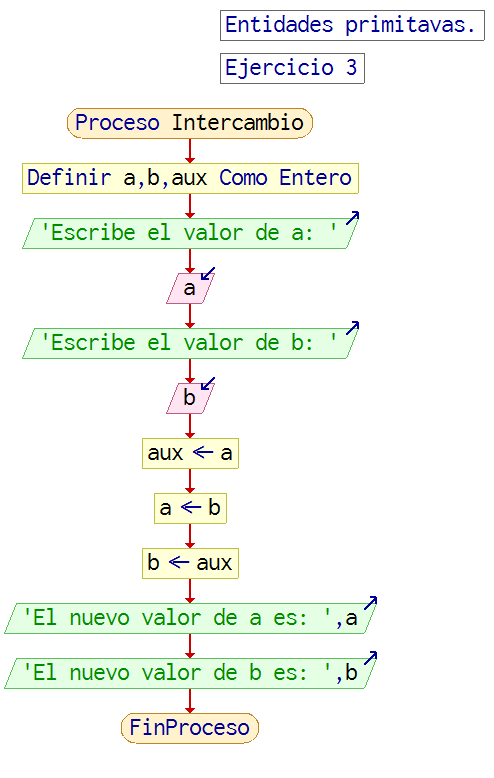 Entidades primitavas.
Ejercicio 3
Proceso Intercambio
Definir a,b,aux Como Entero
'Escribe el valor de a: '
a
'Escribe el valor de b: '
b
aux ← a
a ← b
b ← aux
'El nuevo valor de a es: ',a
'El nuevo valor de b es: ',b
FinProceso